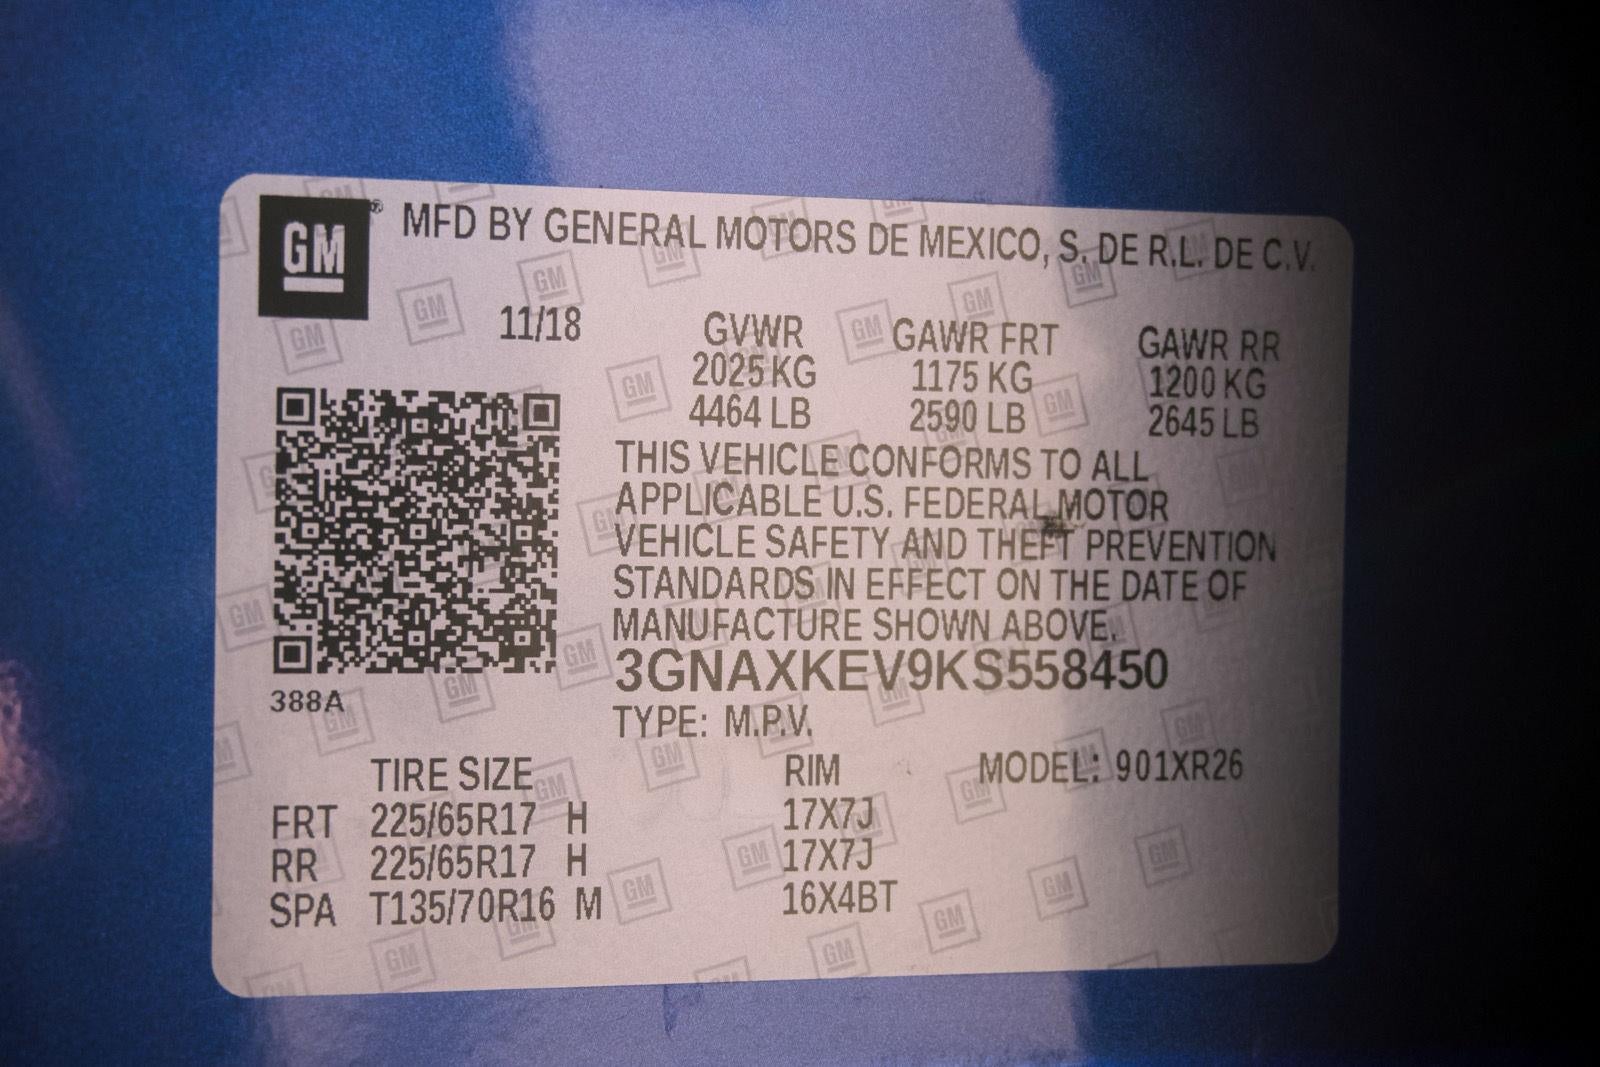 GM® MFD BY GENERAL MOTORS DE MEXICO, S. DE R.L. DE C.V.
11/18 GVWR GAWR FRT GAWR RR
2025 KG 1175 KG 1200 KG
4464 LB 2590 LB 2645 LB
THIS VEHICLE CONFORMS TO ALL
APPLICABLE U.S. FEDERAL MOTOR
VEHICLE SAFETY AND THEFT PREVENTION
STANDARDS IN EFFECT ON THE DATE OF
MANUFACTURE SHOWN ABOVE.
3GNAXKEV9KS558450
388A
TYPE: M.P.V.
TIRE SIZE RIM MODEL: 901XR26
FRT 225/65R17 H 17X7J
RR 225/65R17 H 17X7J
SPA T135/70R16 M 16X4BT